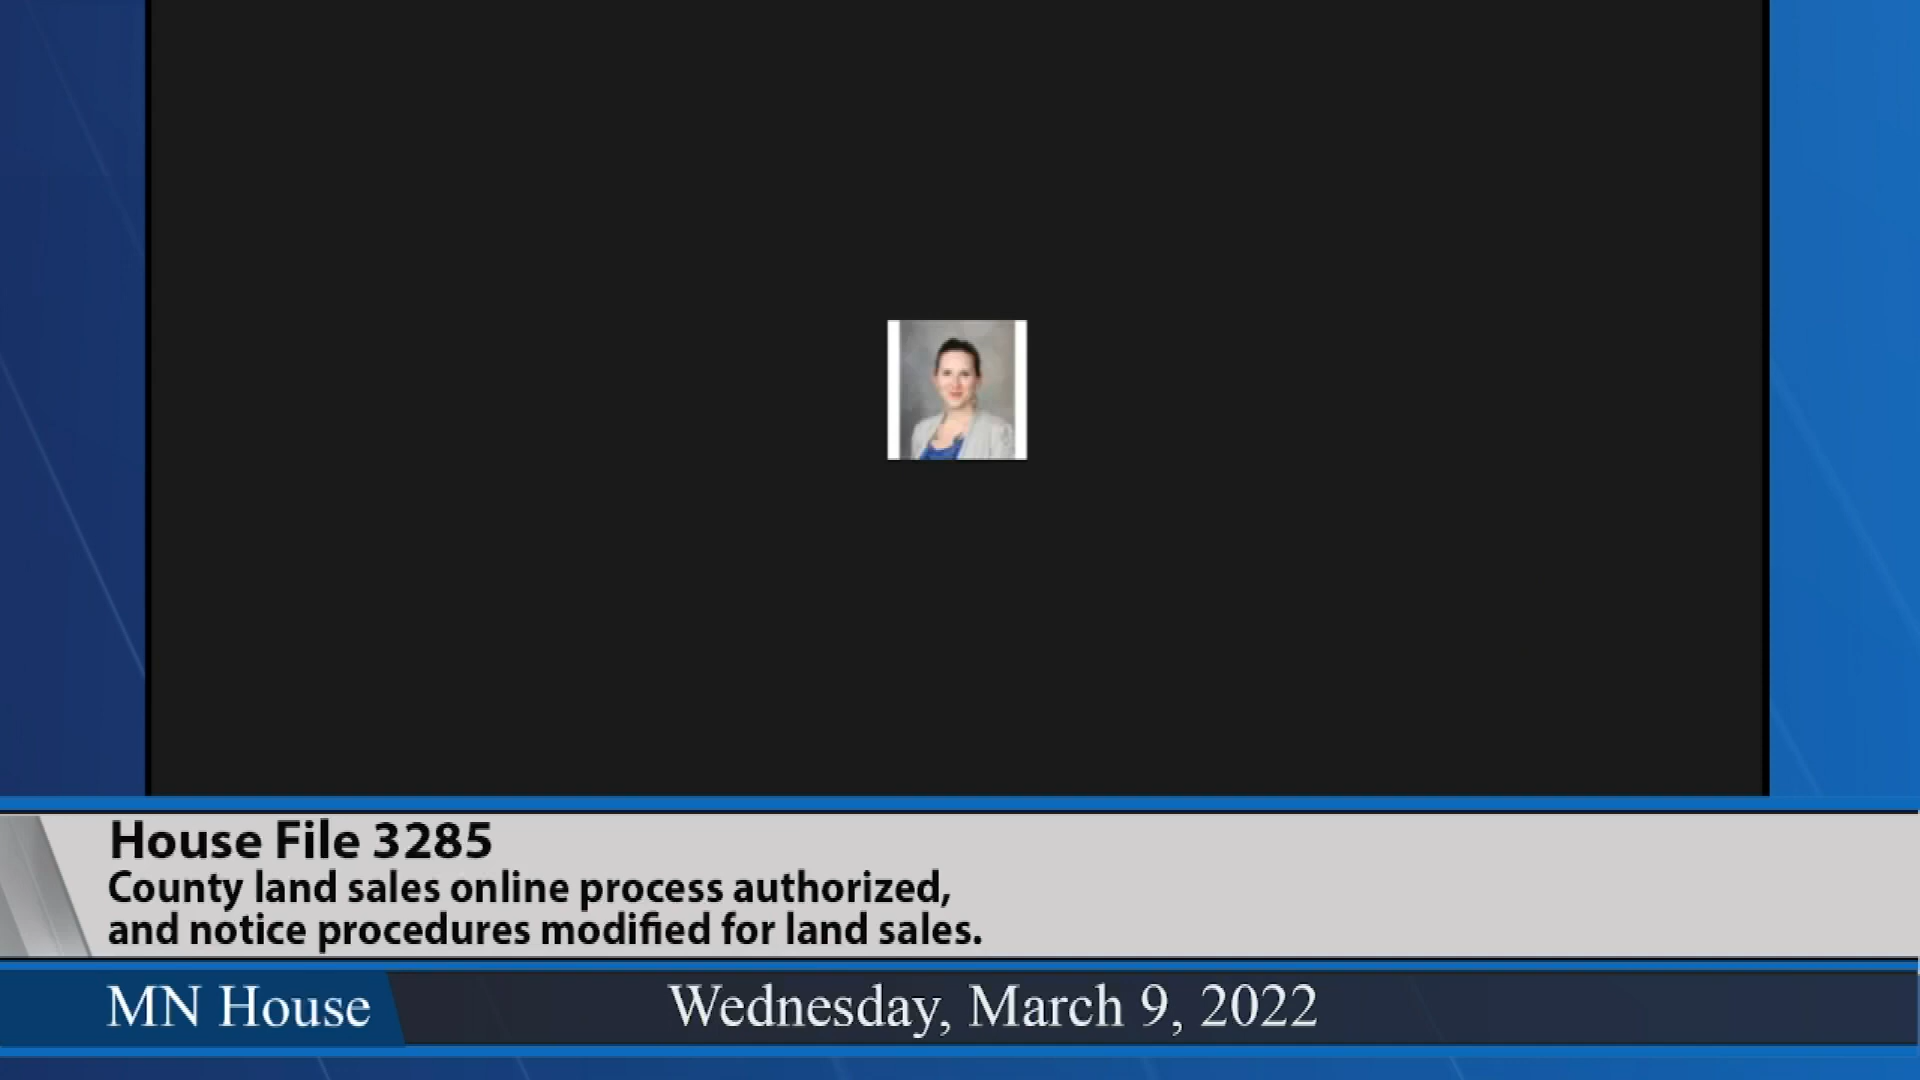 House File 3285
County land sales online process authorized,
and notice procedures modified for land sales.
MN House
Wednesday, March 9, 2022